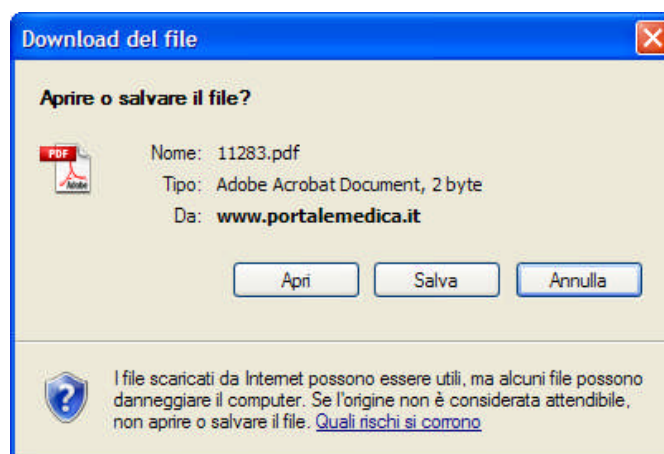 Download del file
Aprire o salvare il file?
PDF
Adobe
Nome: 11283.pdf
Tipo: Adobe Acrobat Document, 2 byte
Da: www.portalemedica.it
Apri
Salva
Annulla
I file scaricati da Internet possono essere utili, ma alcuni file possono
danneggiare il computer. Se l'origine non è considerata attendibile,
non aprire o salvare il file. Quali rischi si corrono